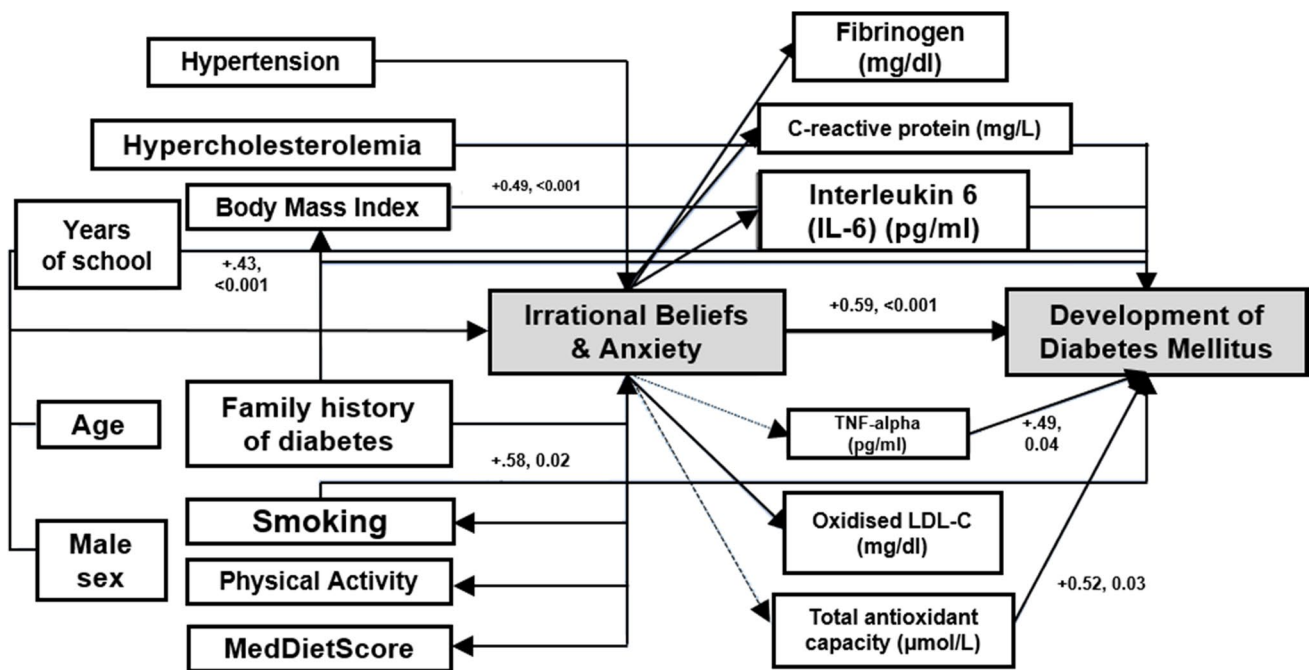 Hypertension
Fibrinogen
(mg/dl)
Hypercholesterolemia
C-reactive protein (mg/L)
Body Mass Index
+0.49, <0.001
Interleukin 6
(IL-6) (pg/ml)
Years
of school
+.43,
<0.001
Irrational Beliefs
& Anxiety
+0.59, <0.001
Development of
Diabetes Mellitus
Age
Family history
of diabetes
TNF-alpha
(pg/ml)
+.49,
0.04
+.58, 0.02
Smoking
Oxidised LDL-C
(mg/dl)
Male
sex
Physical Activity
+0.52, 0.03
MedDietScore
Total antioxidant
capacity (µmol/L)